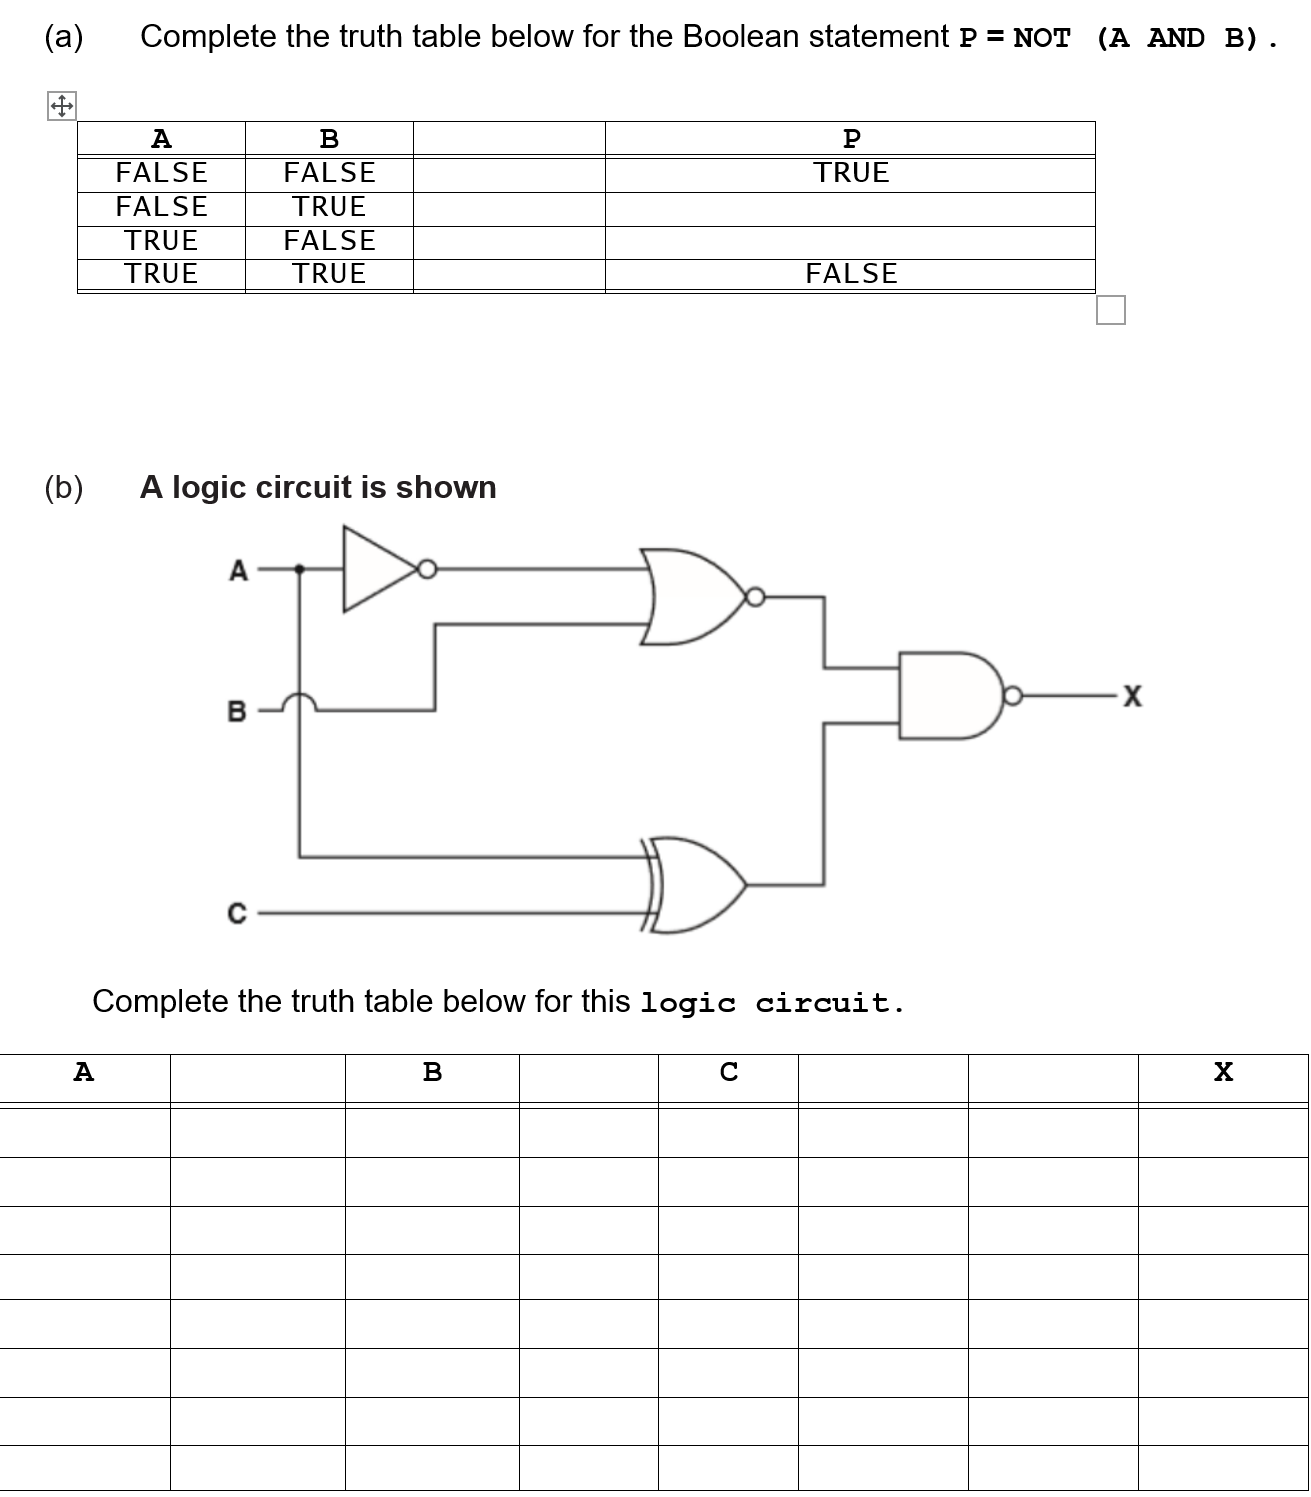 (a) Complete the truth table below for the Boolean statement P = NOT (A AND B).
A B P
FALSE FALSE TRUE
FALSE TRUE
TRUE FALSE
TRUE TRUE FALSE
(b) A logic circuit is shown
A
B
X
C
Complete the truth table below for this logic circuit.
A B C X